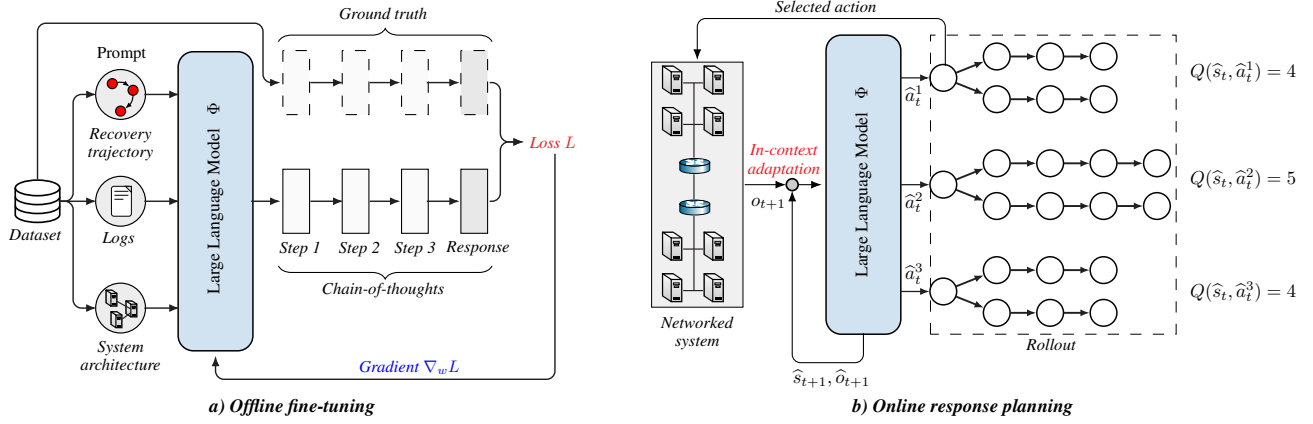 Ground truth
Prompt
Recovery
trajectory
Dataset
Logs
System
architecture
Large Language Model Φ
Step 1
Step 2
Step 3
Response
Chain-of-thoughts
Loss L
Gradient ∇_w L
a) Offline fine-tuning
Selected action
Networked
system
In-context
adaptation
o_{t+1}
Large Language Model Φ
ŝ_{t+1}, ô_{t+1}
â_t^1
â_t^2
â_t^3
Rollout
Q(ŝ_t, â_t^1) = 4
Q(ŝ_t, â_t^2) = 5
Q(ŝ_t, â_t^3) = 4
b) Online response planning